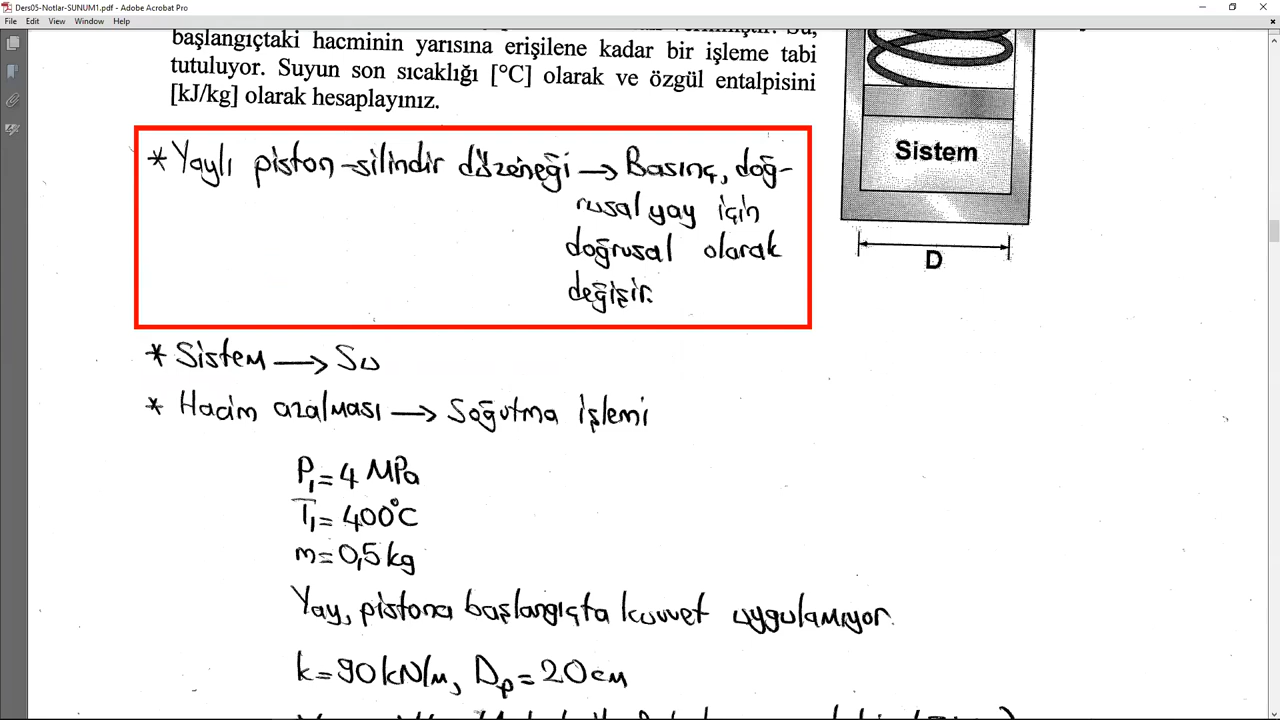 Ders05-Notlar-SUNUM1.pdf - Adobe Acrobat Pro
File Edit View Window Help
başlangıçtaki hacminin yarısına erişilene kadar bir işleme tabi
tutuluyor. Suyun son sıcaklığı [°C] olarak ve özgül entalpisini
[kJ/kg] olarak hesaplayınız.
Sistem
D
* Yaylı piston-silindir düzeneği → Basınç, doğ-
rusal yay için
doğrusal olarak
değişir.
* Sistem → Su
* Hacim azalması → Soğutma işlemi
P₁ = 4 MPa
T₁ = 400°C
m = 0,5 kg
Yay, pistona başlangıçta kuvvet uygulamıyor.
k = 90 kN/m, Dp = 20 cm